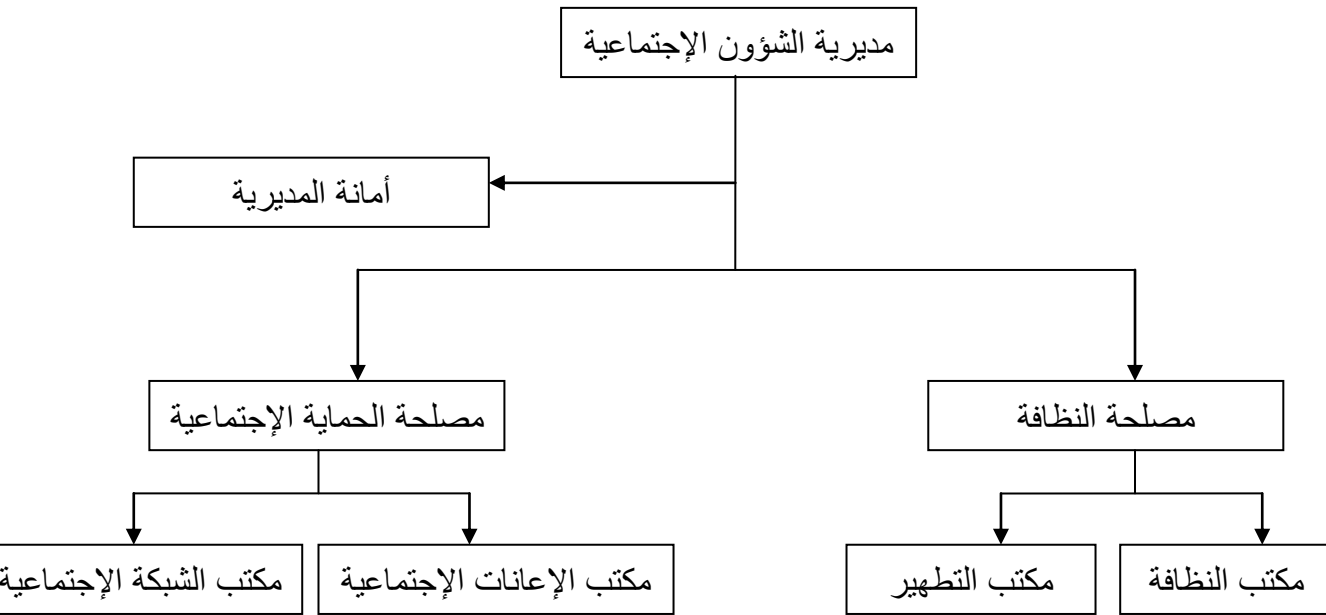 مديرية الشؤون الإجتماعية
أمانة المديرية
مصلحة النظافة
مصلحة الحماية الإجتماعية
مكتب النظافة
مكتب التطهير
مكتب الإعانات الإجتماعية
مكتب الشبكة الإجتماعية